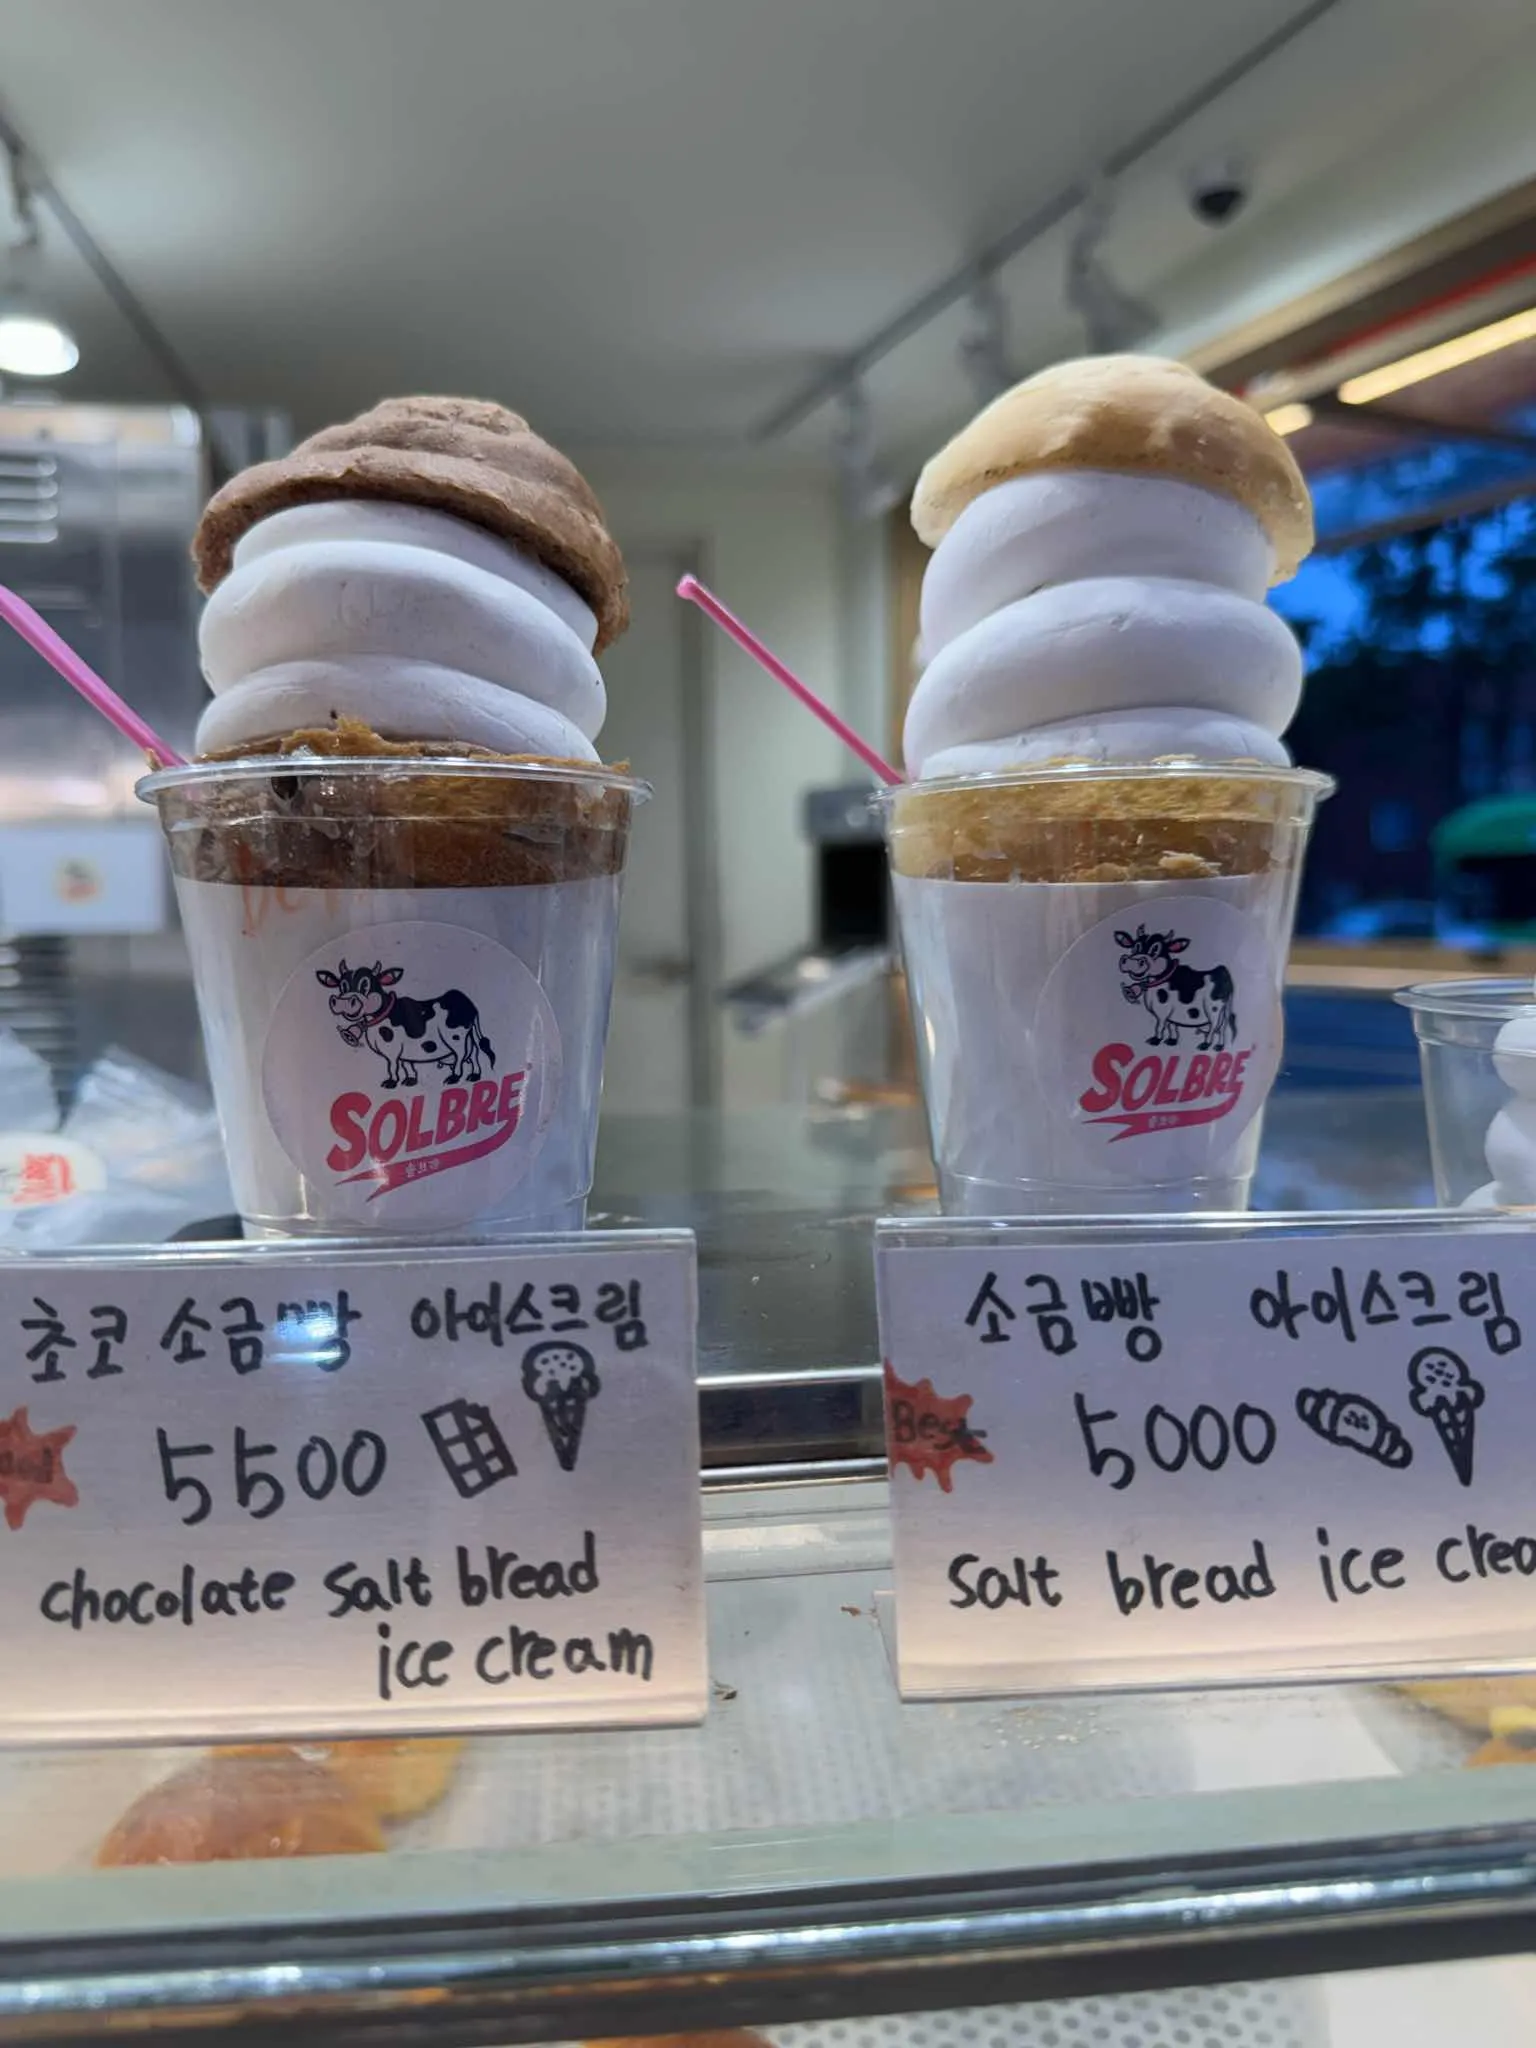 SOLBRE
솔브레
SOLBRE
솔브레
초코 소금빵 아이스크림
5500
chocolate salt bread
ice cream
소금빵 아이스크림
Best
5000
salt bread ice crea